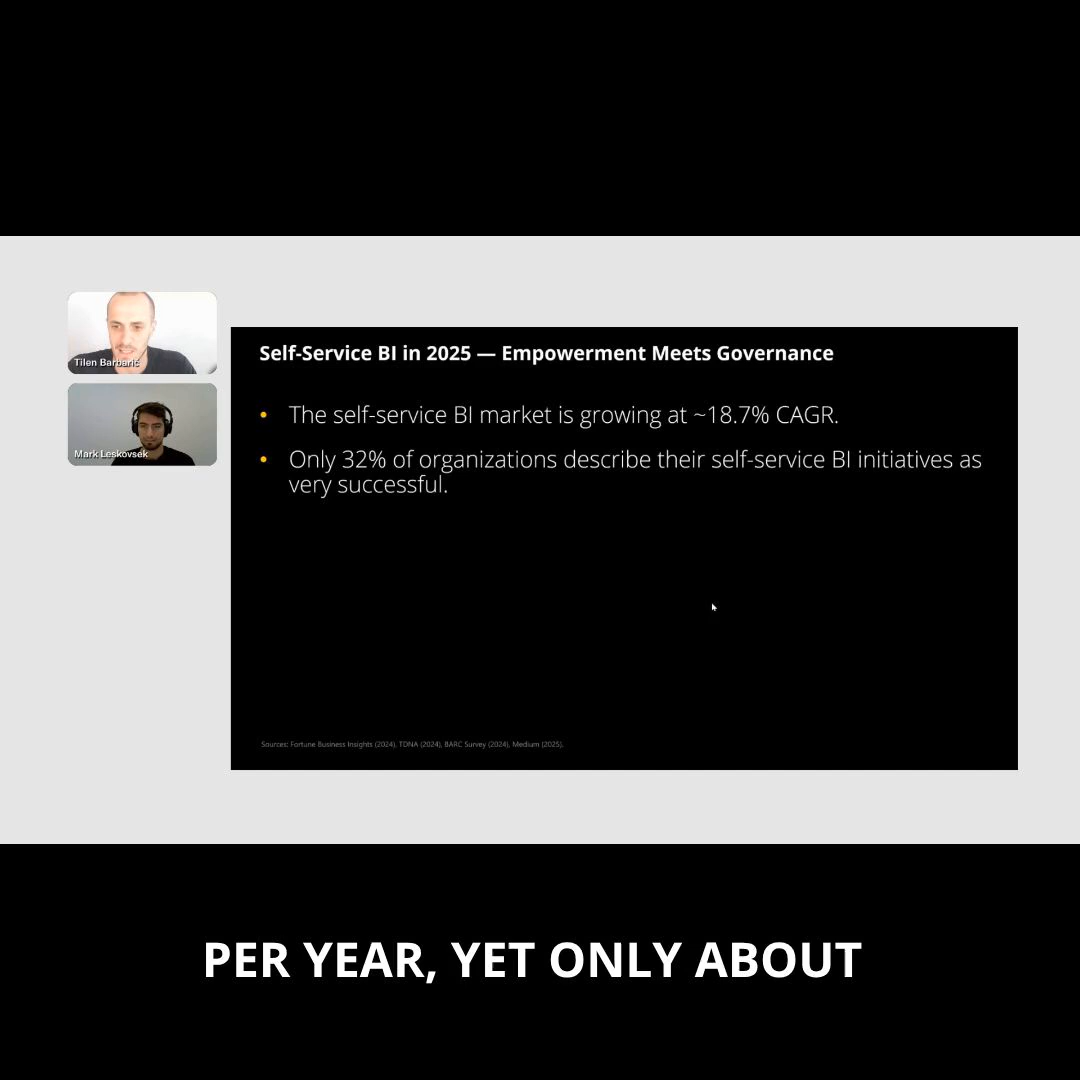 Tilen Barbarič
Mark Leskovsek
Self-Service BI in 2025 — Empowerment Meets Governance
• The self-service BI market is growing at ~18.7% CAGR.
• Only 32% of organizations describe their self-service BI initiatives as
very successful.
Sources: Fortune Business Insights (2024), TDNA (2024), BARC Survey (2024), Medium (2025).
PER YEAR, YET ONLY ABOUT